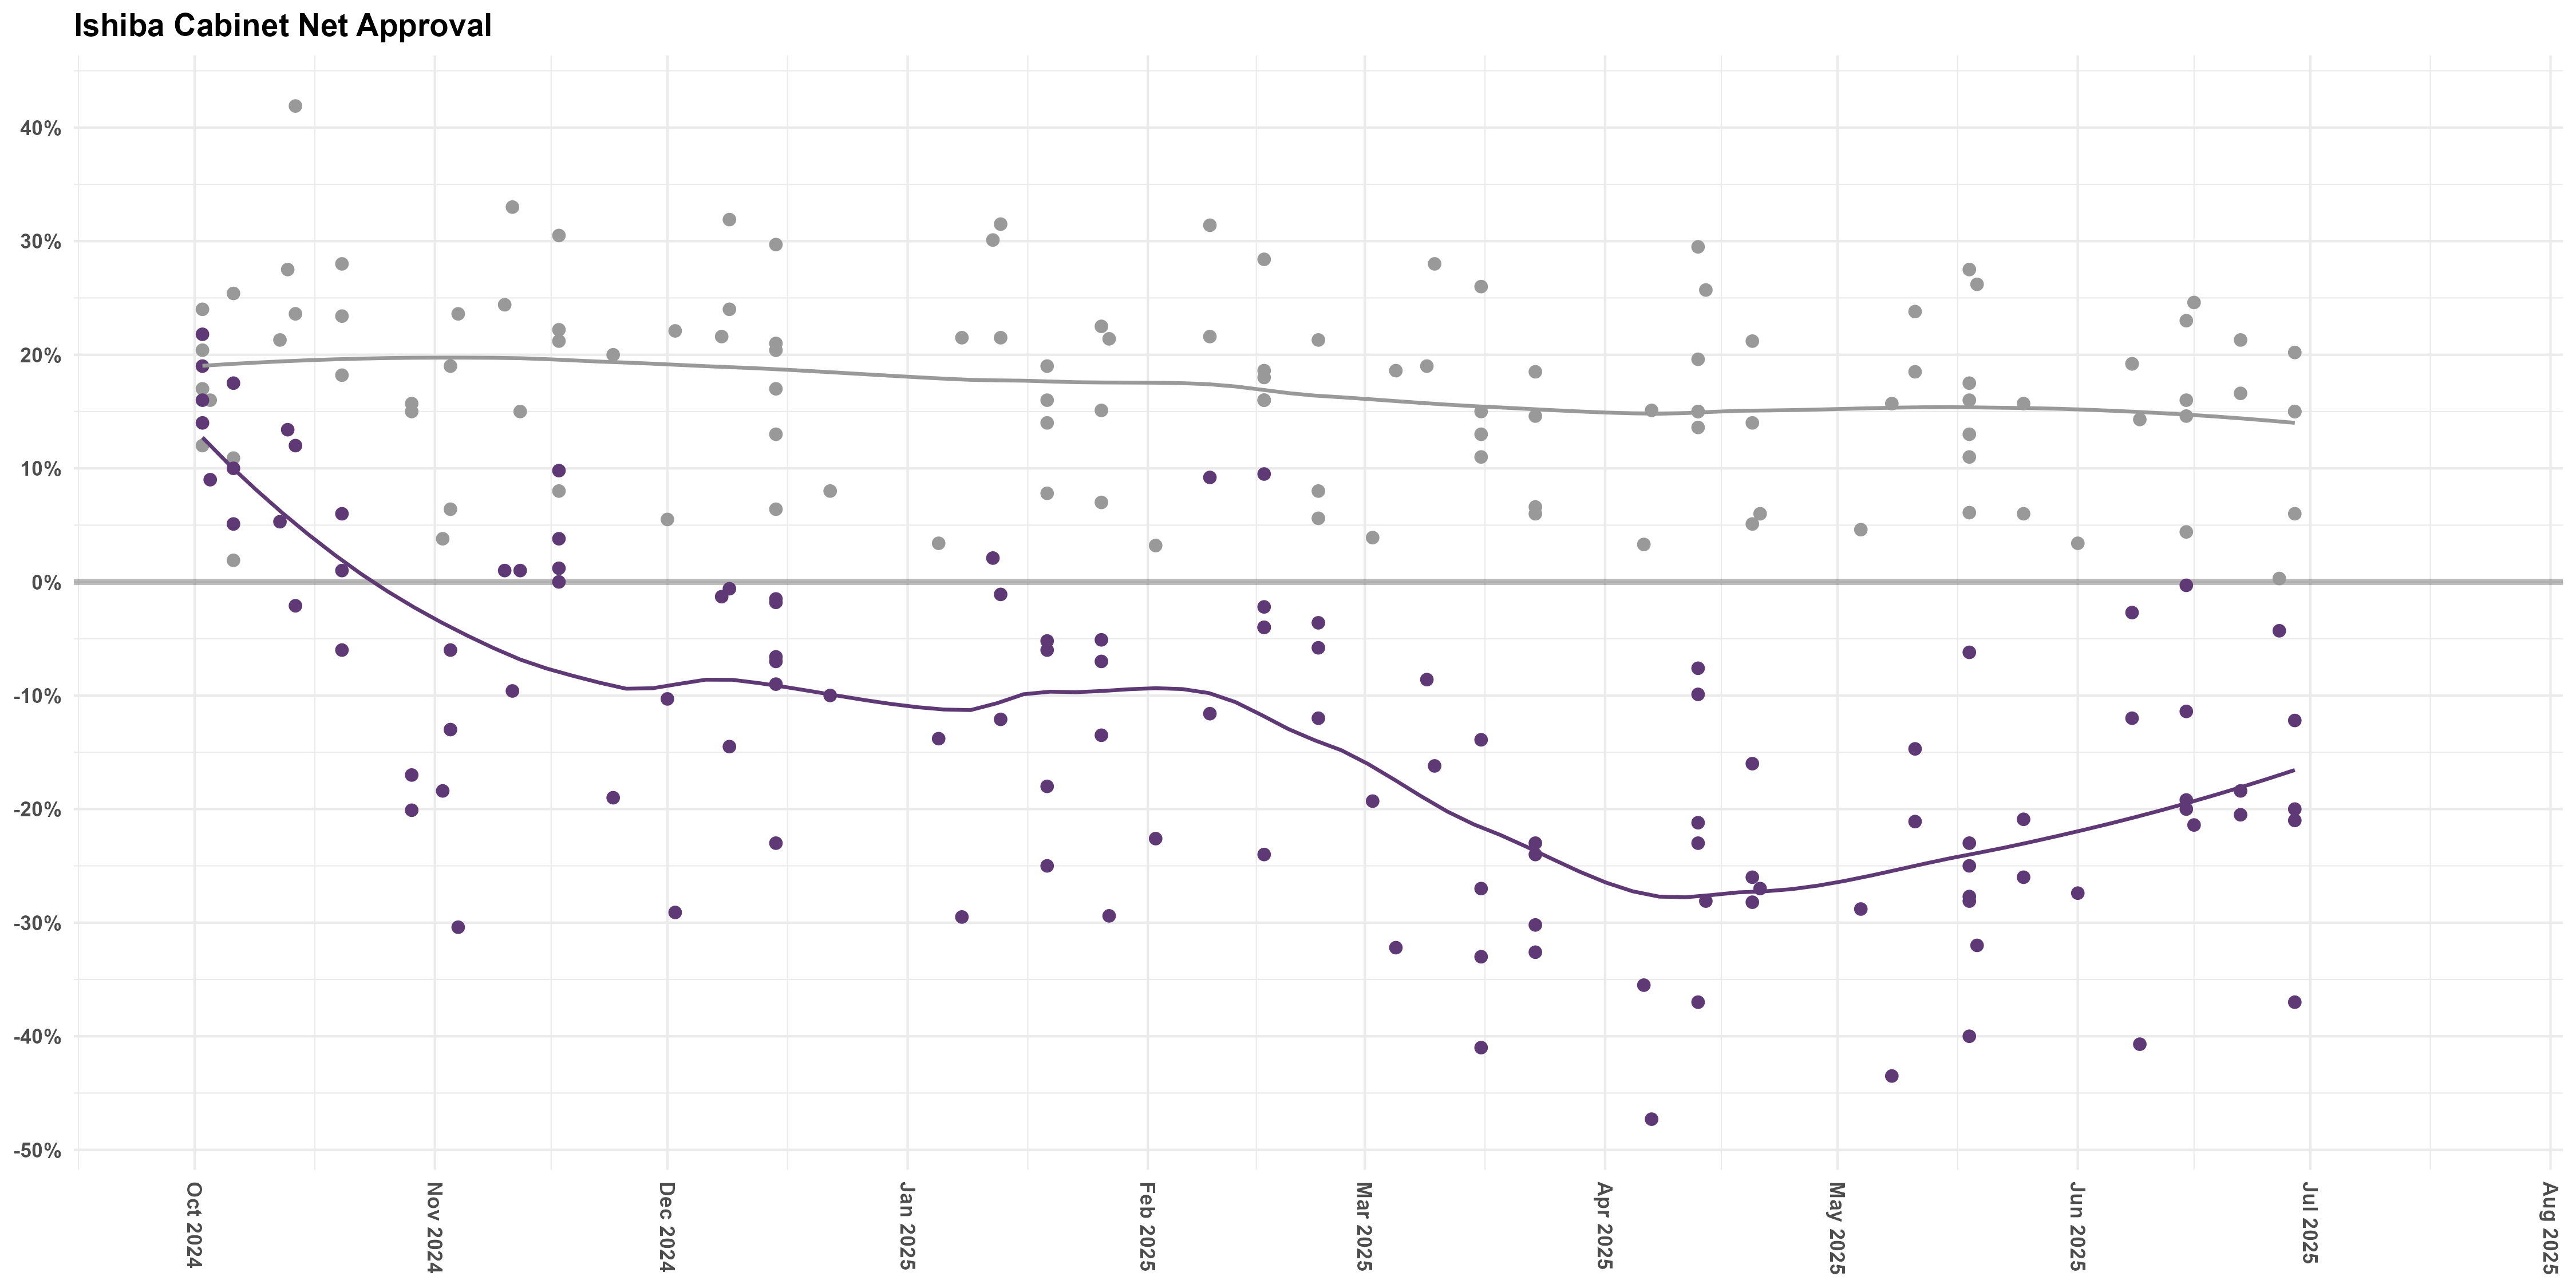 Ishiba Cabinet Net Approval
40%
30%
20%
10%
0%
-10%
-20%
-30%
-40%
-50%
Oct 2024
Nov 2024
Dec 2024
Jan 2025
Feb 2025
Mar 2025
Apr 2025
May 2025
Jun 2025
Jul 2025
Aug 2025